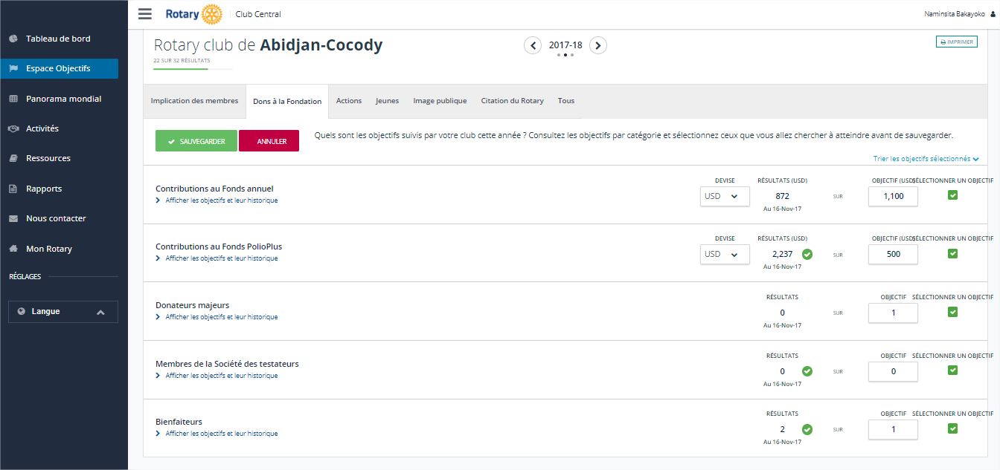 Rotary Club Central
Naminsita Bakayoko
Tableau de bord
Espace Objectifs
Panorama mondial
Activités
Ressources
Rapports
Nous contacter
Mon Rotary
RÉGLAGES
Langue
Rotary club de Abidjan-Cocody
22 SUR 32 RÉSULTATS
2017-18
IMPRIMER
Implication des membres Dons à la Fondation Actions Jeunes Image publique Citation du Rotary Tous
SAUVEGARDER ANNULER Quels sont les objectifs suivis par votre club cette année ? Consultez les objectifs par catégorie et sélectionnez ceux que vous allez chercher à atteindre avant de sauvegarder.
Trier les objectifs sélectionnés
DEVISE RÉSULTATS (USD) OBJECTIF (USD) SÉLECTIONNER UN OBJECTIF
Contributions au Fonds annuel
USD 872 SUR 1,100
Afficher les objectifs et leur historique
Au 16-Nov-17
DEVISE RÉSULTATS (USD) OBJECTIF (USD) SÉLECTIONNER UN OBJECTIF
Contributions au Fonds PolioPlus
USD 2,237 SUR 500
Afficher les objectifs et leur historique
Au 16-Nov-17
RÉSULTATS OBJECTIF SÉLECTIONNER UN OBJECTIF
Donateurs majeurs
0 SUR 1
Afficher les objectifs et leur historique
Au 16-Nov-17
RÉSULTATS OBJECTIF SÉLECTIONNER UN OBJECTIF
Membres de la Société des testateurs
0 SUR 0
Afficher les objectifs et leur historique
Au 16-Nov-17
RÉSULTATS OBJECTIF SÉLECTIONNER UN OBJECTIF
Bienfaiteurs
2 SUR 1
Afficher les objectifs et leur historique
Au 16-Nov-17